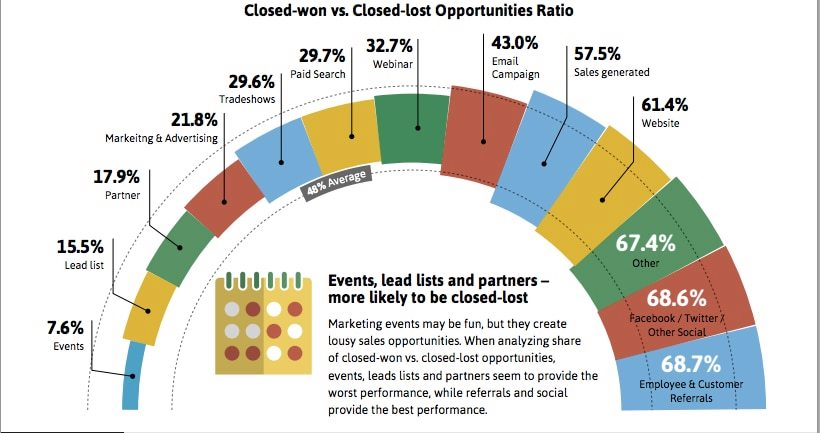 Closed-won vs. Closed-lost Opportunities Ratio
7.6%
Events
15.5%
Lead list
17.9%
Partner
21.8%
Markeitng & Advertising
29.6%
Tradeshows
29.7%
Paid Search
32.7%
Webinar
43.0%
Email
Campaign
57.5%
Sales generated
61.4%
Website
67.4%
Other
68.6%
Facebook / Twitter /
Other Social
68.7%
Employee & Customer
Referrals
48% Average
Events, lead lists and partners –
more likely to be closed-lost
Marketing events may be fun, but they create
lousy sales opportunities. When analyzing share
of closed-won vs. closed-lost opportunities,
events, leads lists and partners seem to provide the
worst performance, while referrals and social
provide the best performance.